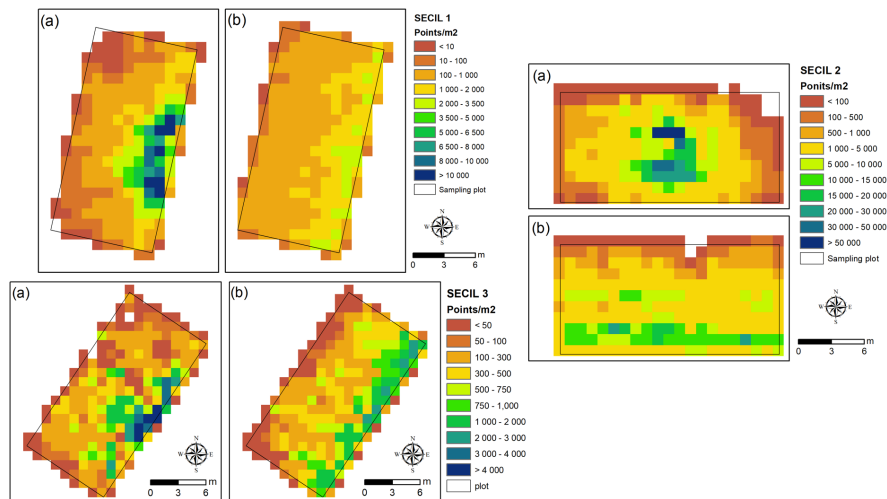 (a)
(b)
SECIL 1
Points/m2
< 10
10 - 100
100 - 1 000
1 000 - 2 000
2 000 - 3 500
3 500 - 5 000
5 000 - 6 500
6 500 - 8 000
8 000 - 10 000
> 10 000
Sampling plot
N
W E
S
0 3 6
m
(a)
(b)
SECIL 3
Points/m2
< 50
50 - 100
100 - 300
300 - 500
500 - 750
750 - 1,000
1 000 - 2 000
2 000 - 3 000
3 000 - 4 000
> 4 000
plot
N
W E
S
0 3 6
m
N
W E
S
0 3 6
m
(a)
(b)
SECIL 2
Ponits/m2
< 100
100 - 500
500 - 1 000
1 000 - 5 000
5 000 - 10 000
10 000 - 15 000
15 000 - 20 000
20 000 - 30 000
30 000 - 50 000
> 50 000
Sampling plot
N
W E
S
0 3 6
m